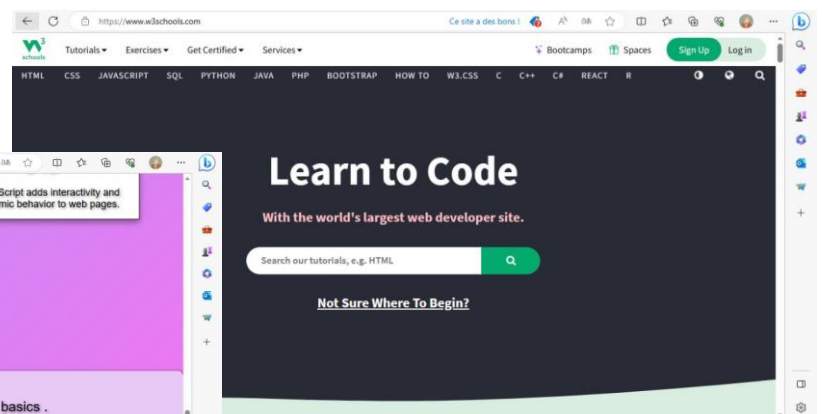 https://www.w3schools.com
Ce site a des bons !
W3
schools
Tutorials
Exercises
Get Certified
Services
Bootcamps
Spaces
Sign Up
Log in
HTML CSS JAVASCRIPT SQL PYTHON JAVA PHP BOOTSTRAP HOW TO W3.CSS C C++ C# REACT R
Learn to Code
With the world's largest web developer site.
Search our tutorials, e.g. HTML
Not Sure Where To Begin?
Script adds interactivity and
mic behavior to web pages.
basics .